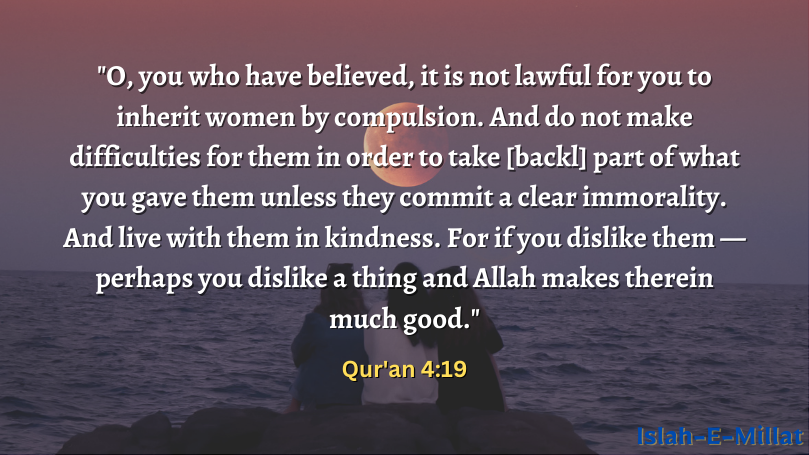 "O, you who have believed, it is not lawful for you to
inherit women by compulsion. And do not make
difficulties for them in order to take [backl] part of what
you gave them unless they commit a clear immorality.
And live with them in kindness. For if you dislike them —
perhaps you dislike a thing and Allah makes therein
much good."
Qur'an 4:19
Islah-E-Millat